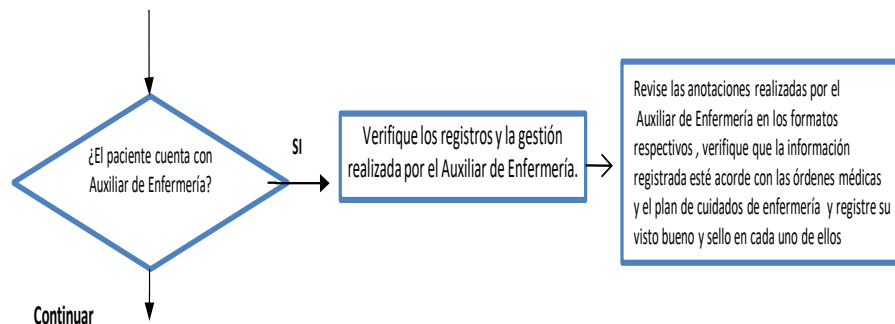 ¿El paciente cuenta con
Auxiliar de Enfermería?
SI
Verifique los registros y la gestión
realizada por el Auxiliar de Enfermería.
Revise las anotaciones realizadas por el
Auxiliar de Enfermería en los formatos
respectivos , verifique que la información
registrada esté acorde con las órdenes médicas
y el plan de cuidados de enfermería y registre su
visto bueno y sello en cada uno de ellos
Continuar